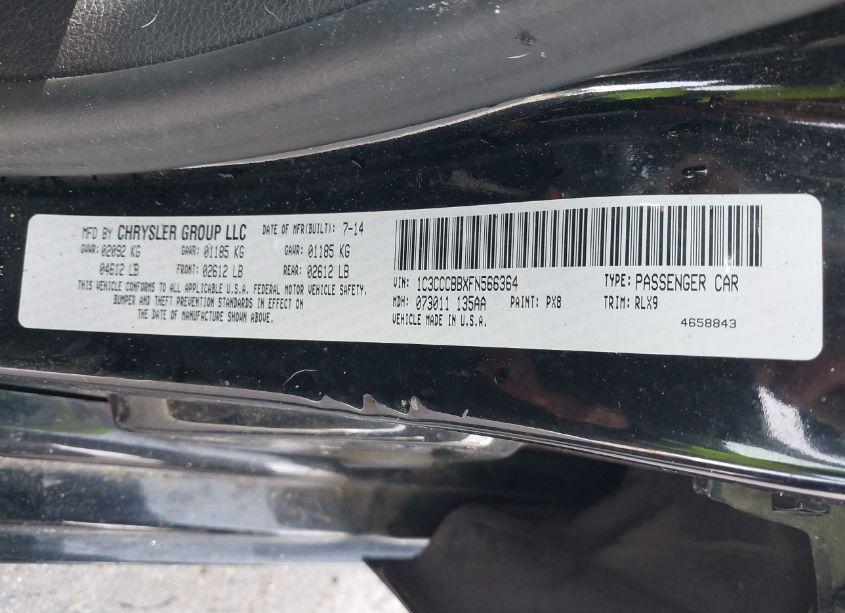 MFD BY CHRYSLER GROUP LLC DATE OF MFR(BUILT): 7-14
GVWR: 02092 KG GAWR: 01185 KG GAWR: 01185 KG
04612 LB FRONT: 02612 LB REAR: 02612 LB
THIS VEHICLE CONFORMS TO ALL APPLICABLE U.S.A. FEDERAL MOTOR VEHICLE SAFETY,
BUMPER AND THEFT PREVENTION STANDARDS IN EFFECT ON
THE DATE OF MANUFACTURE SHOWN ABOVE.
VIN: 1C3CCCBBXFN566364 TYPE: PASSENGER CAR
MDH: 073011 135AA PAINT: PX8 TRIM: RLX9
VEHICLE MADE IN U.S.A. 4658843